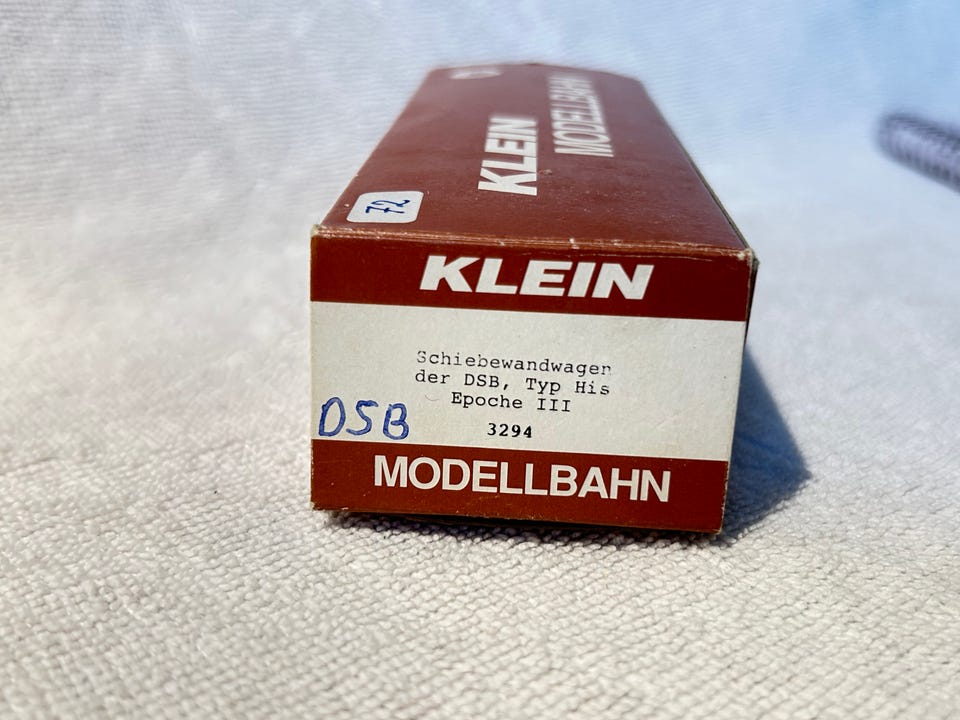 KLEIN
MODELLBAHN
72
KLEIN
Schiebewandwagen
der DSB, Typ His
Epoche III
3294
DSB
MODELLBAHN